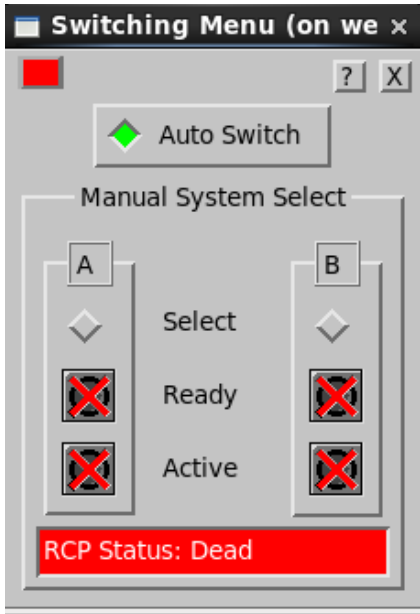 Switching Menu (on we x
? X
Auto Switch
Manual System Select
A B
Select
Ready
Active
RCP Status: Dead